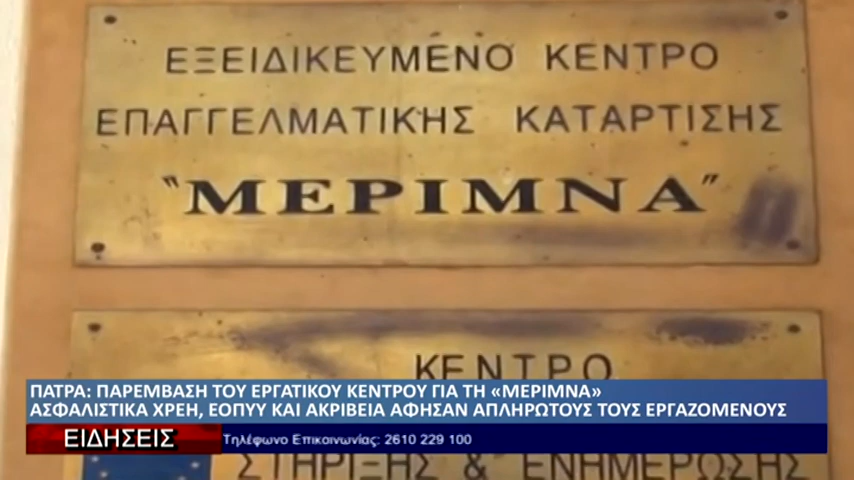 ΕΞΕΙΔΙΚΕΥΜΕΝΟ ΚΕΝΤΡΟ
ΕΠΑΓΓΕΛΜΑΤΙΚΗΣ ΚΑΤΑΡΤΙΣΗΣ
"ΜΕΡΙΜΝΑ"
ΚΕΝΤΡΟ
ΠΑΤΡΑ: ΠΑΡΕΜΒΑΣΗ ΤΟΥ ΕΡΓΑΤΙΚΟΥ ΚΕΝΤΡΟΥ ΓΙΑ ΤΗ «ΜΕΡΙΜΝΑ»
ΑΣΦΑΛΙΣΤΙΚΑ ΧΡΕΗ, ΕΟΠΥΥ ΚΑΙ ΑΚΡΙΒΕΙΑ ΑΦΗΣΑΝ ΑΠΛΗΡΩΤΟΥΣ ΤΟΥΣ ΕΡΓΑΖΟΜΕΝΟΥΣ
ΕΙΔΗΣΕΙΣ
Τηλέφωνο Επικοινωνίας: 2610 229 100
ΣΤΗΡΙΞΗΣ & ΕΝΗΜΕΡΩΣΗΣ